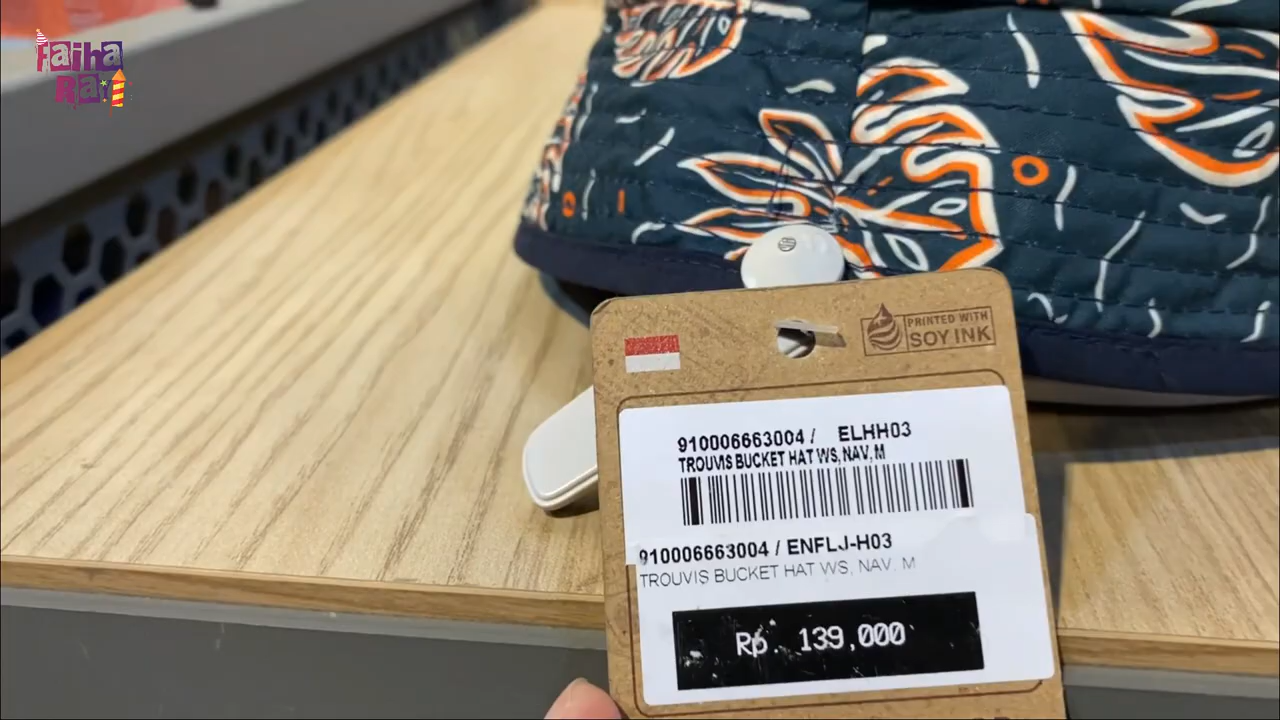 Faiha
Rai
PRINTED WITH
SOY INK
910006663004 / ELHH03
TROUVIS BUCKET HAT WS, NAV, M
910006663004 / ENFLJ-H03
TROUVIS BUCKET HAT WS, NAV, M
Rp. 139,000